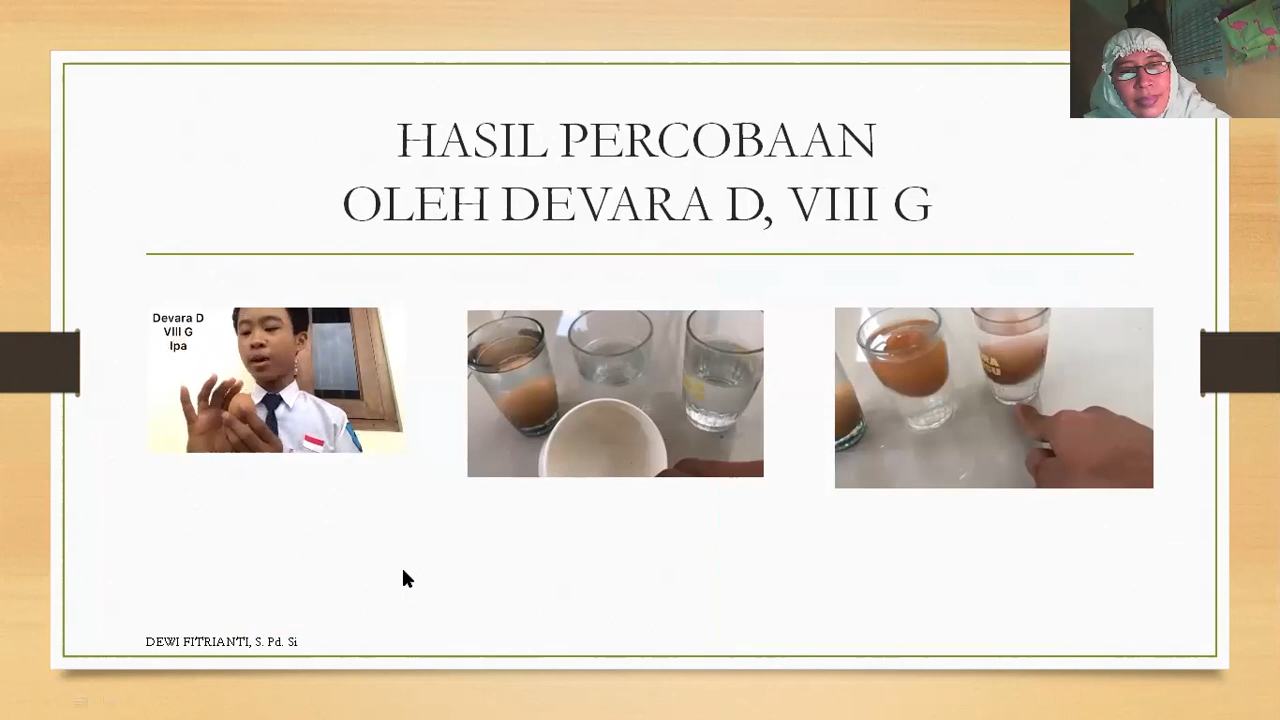 HASIL PERCOBAAN
OLEH DEVARA D, VIII G
Devara D
VIII G
Ipa
DEWI FITRIANTI, S. Pd. Si